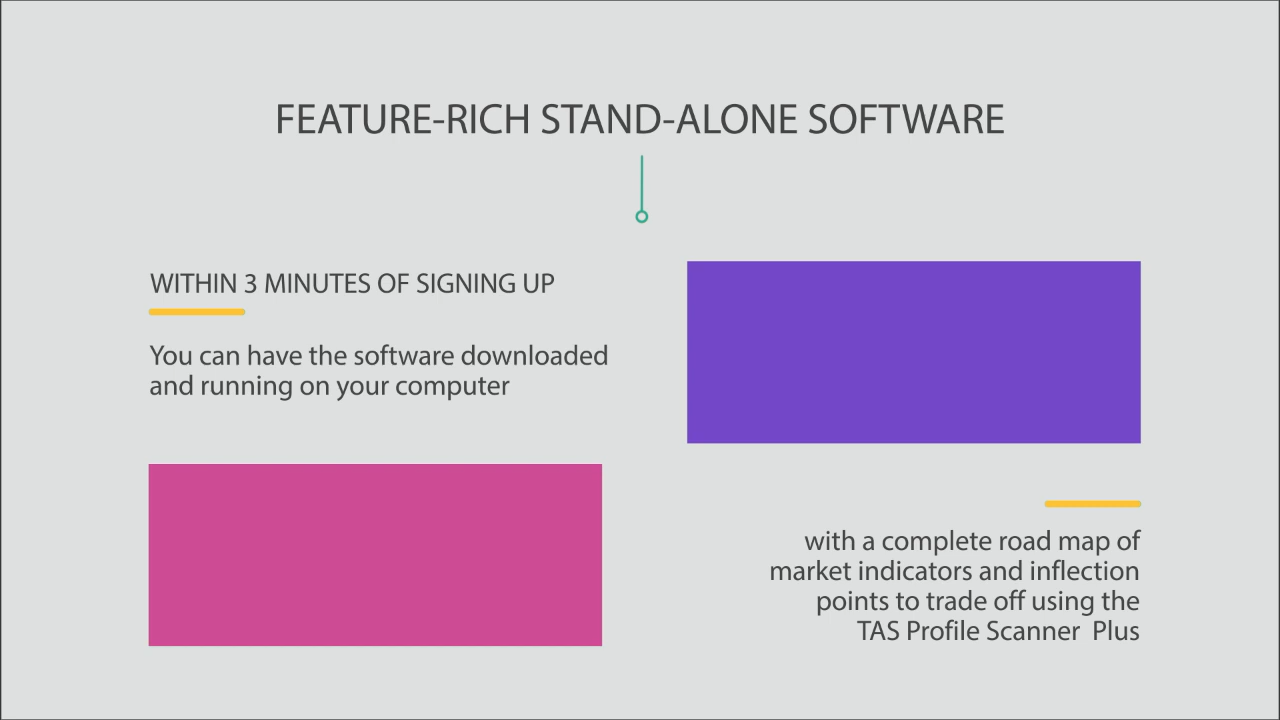 FEATURE-RICH STAND-ALONE SOFTWARE
WITHIN 3 MINUTES OF SIGNING UP
You can have the software downloaded
and running on your computer
with a complete road map of
market indicators and inflection
points to trade off using the
TAS Profile Scanner  Plus